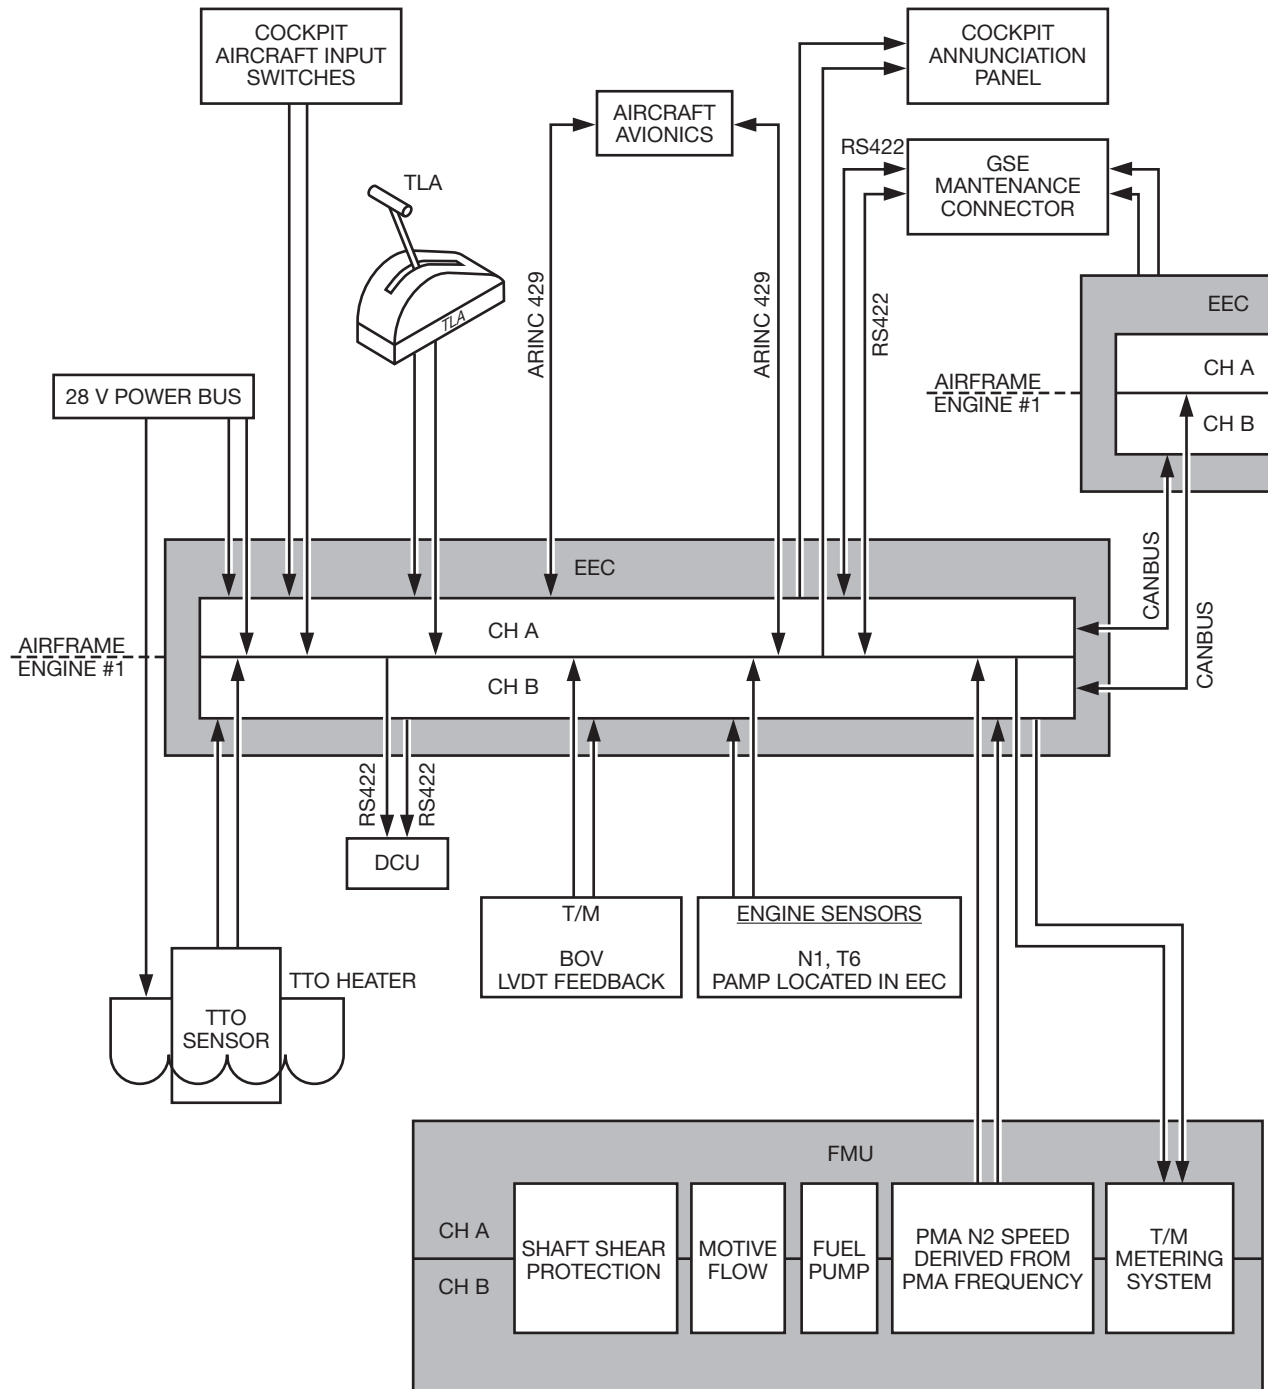 COCKPIT
AIRCRAFT INPUT
SWITCHES
COCKPIT
ANNUNCIATION
PANEL
AIRCRAFT
AVIONICS
RS422
GSE
MANTENANCE
CONNECTOR
TLA
TLA
ARINC 429
ARINC 429
RS422
EEC
CH A
CH B
AIRFRAME
ENGINE #1
28 V POWER BUS
CANBUS
CANBUS
EEC
CH A
CH B
AIRFRAME
ENGINE #1
RS422
RS422
DCU
T/M
BOV
LVDT FEEDBACK
ENGINE SENSORS
N1, T6
PAMP LOCATED IN EEC
TTO HEATER
TTO
SENSOR
FMU
CH A
CH B
SHAFT SHEAR
PROTECTION
MOTIVE
FLOW
FUEL
PUMP
PMA N2 SPEED
DERIVED FROM
PMA FREQUENCY
T/M
METERING
SYSTEM